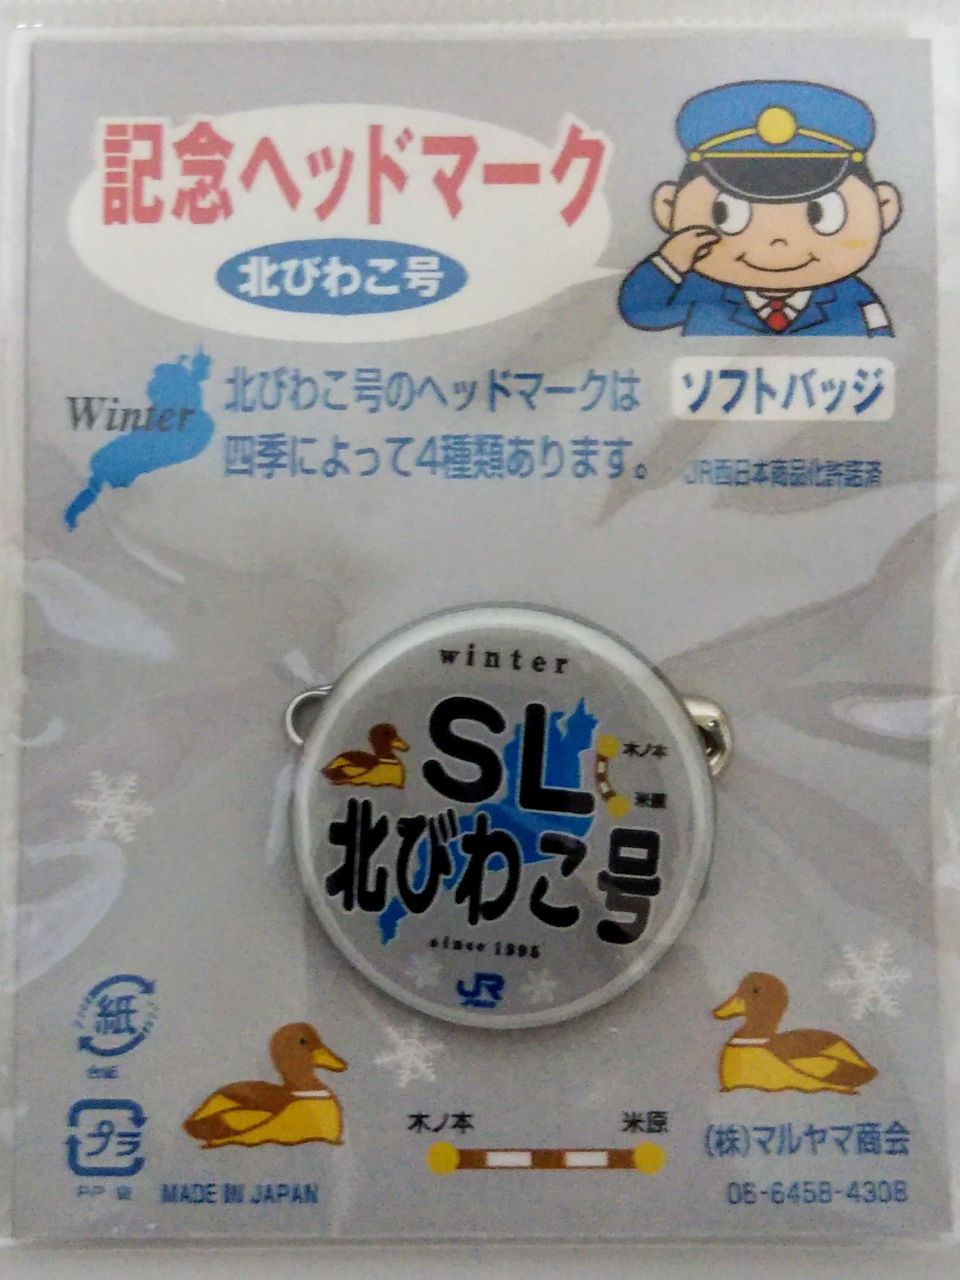 記念ヘッドマーク
北びわこ号
Winter
北びわこ号のヘッドマークは
四季によって4種類あります。
ソフトバッジ
JR西日本商品化許諾済
winter
SL
木ノ本
米原
北びわこ号
since 1995
JR
紙
台紙
プラ
PP 袋
MADE IN JAPAN
木ノ本
米原
(株)マルヤマ商会
06-6458-4308